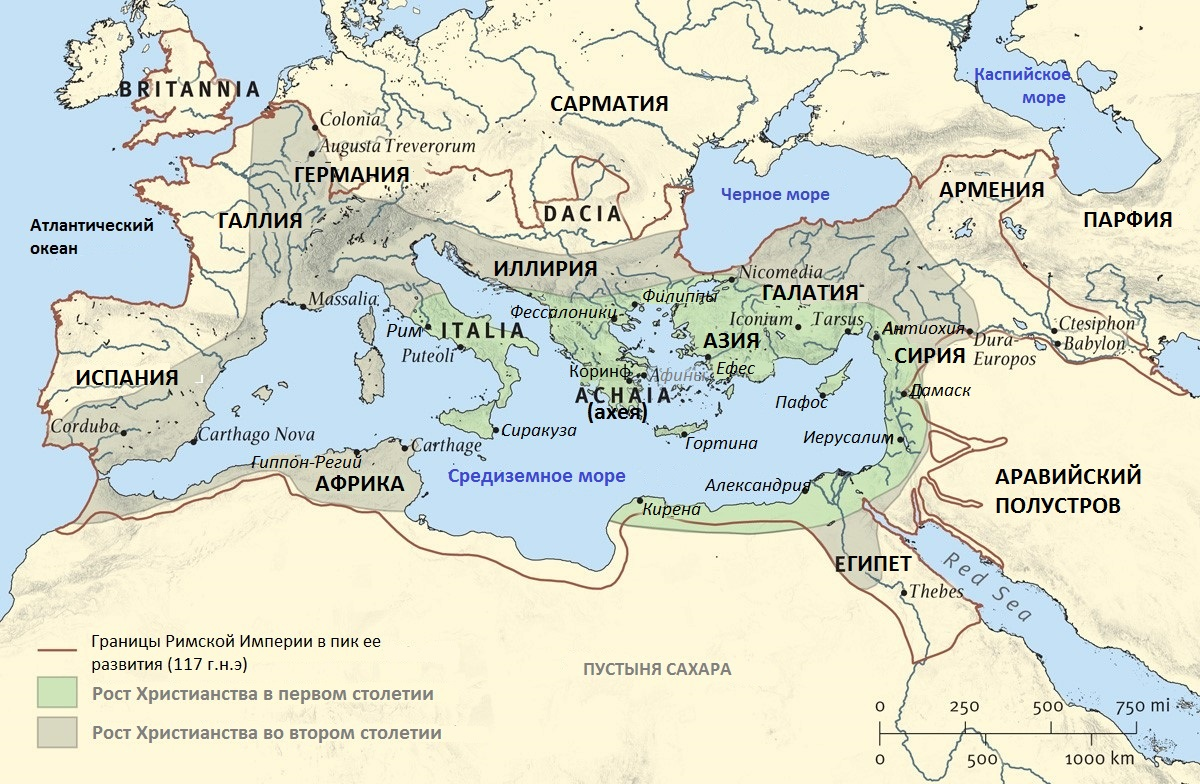 BRITANNIA
САРМАТИЯ
Каспийское
море
Colonia
Augusta Treverorum
ГЕРМАНИЯ
Черное море
АРМЕНИЯ
ПАРФИЯ
Атлантический
океан
ГАЛЛИЯ
DACIA
ИЛЛИРИЯ
Nicomedia
Massalia
Филиппы
ГАЛАТИЯ
Фессалоники
Рим
ITALIA
Iconium
Tarsus
Антиохия
Ctesiphon
Babylon
Dura-
Europos
Puteoli
АЗИЯ
СИРИЯ
ИСПАНИЯ
Коринф
Афины
Ефес
ACHAIA
(ахея)
Пафос
Дамаск
Corduba
Carthago Nova
Сиракуза
Гортина
Иерусалим
Carthage
Гиппон-Регий
АФРИКА
Средиземное море
Александрия
АРАВИЙСКИЙ
ПОЛУСТРОВ
Кирена
ЕГИПЕТ
Red Sea
Thebes
Границы Римской Империи в пик ее
развития (117 г.н.э)
ПУСТЫНЯ САХАРА
Рост Христианства в первом столетии
Рост Христианства во втором столетии
0 250 500 750 mi
0 500 1000 km